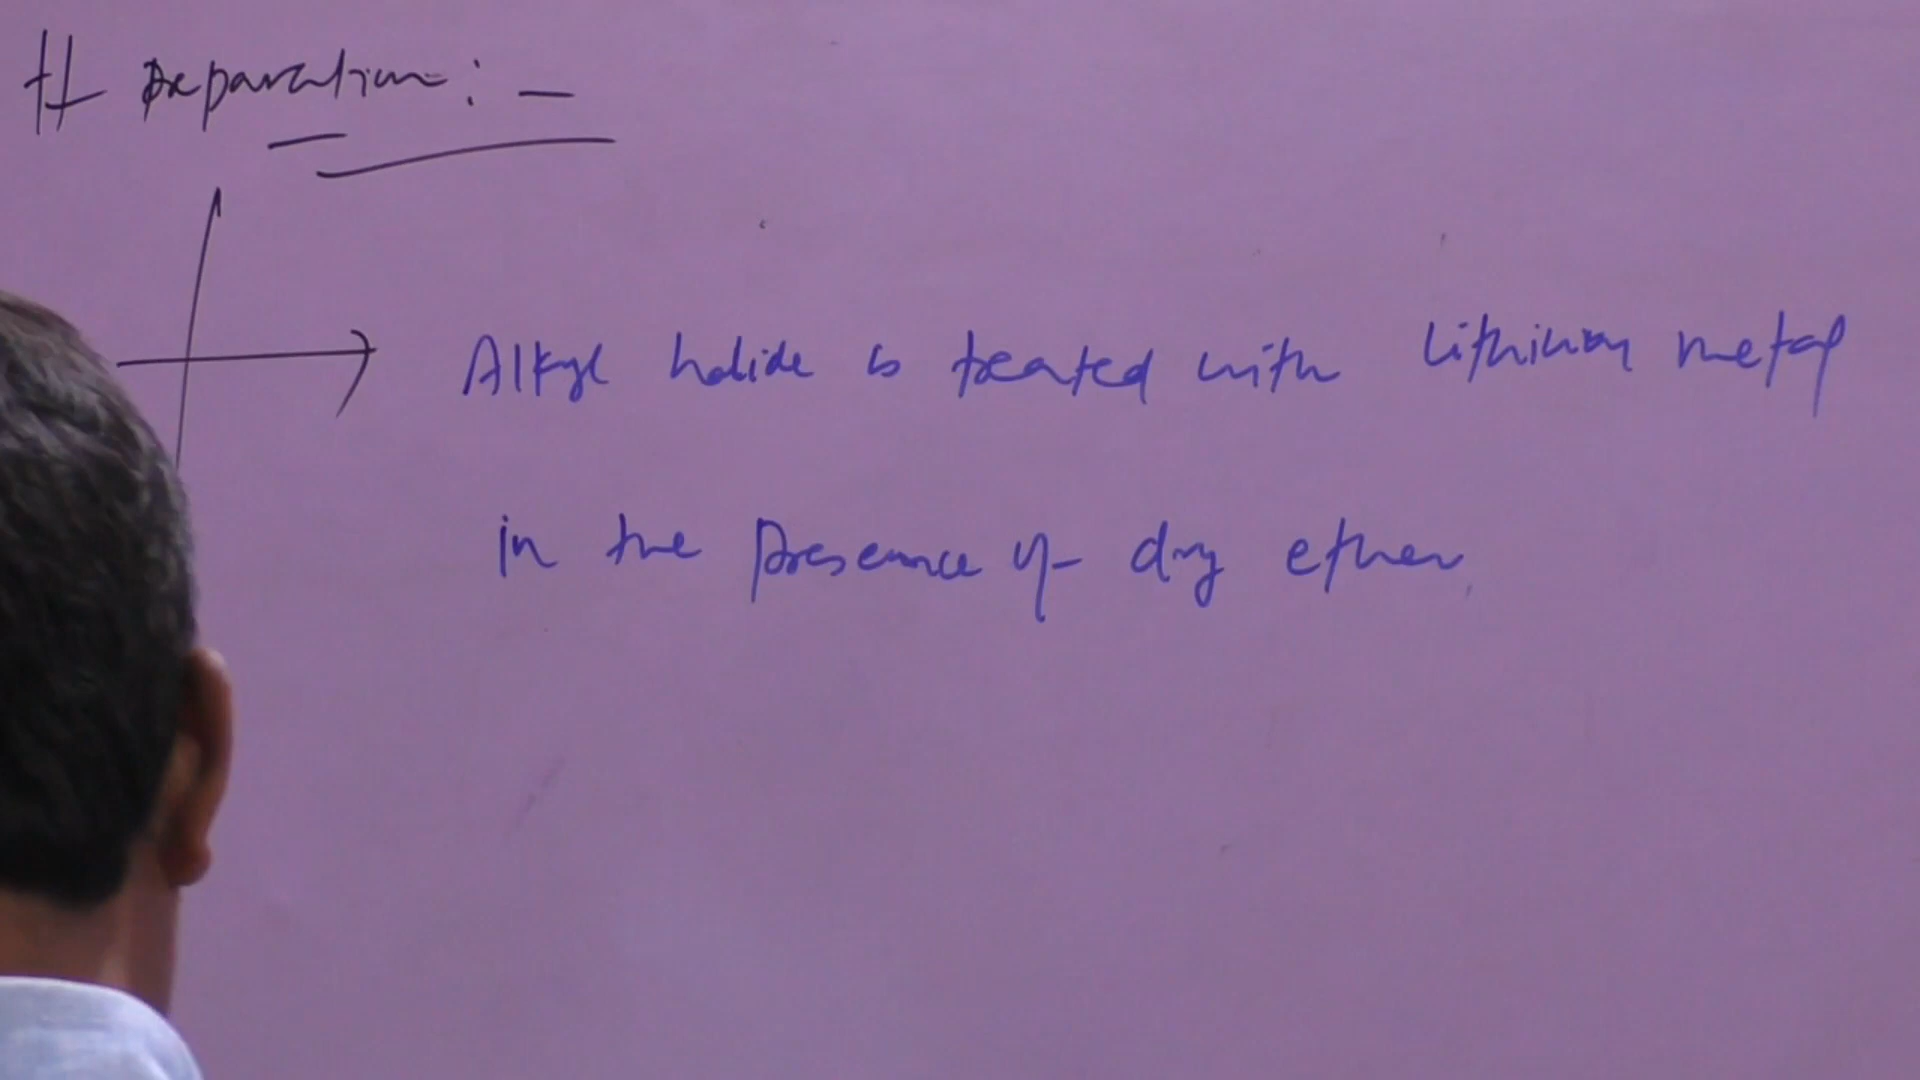 # Preparation : -
Alkyl halide is treated with lithium metal
in the presence of dry ether